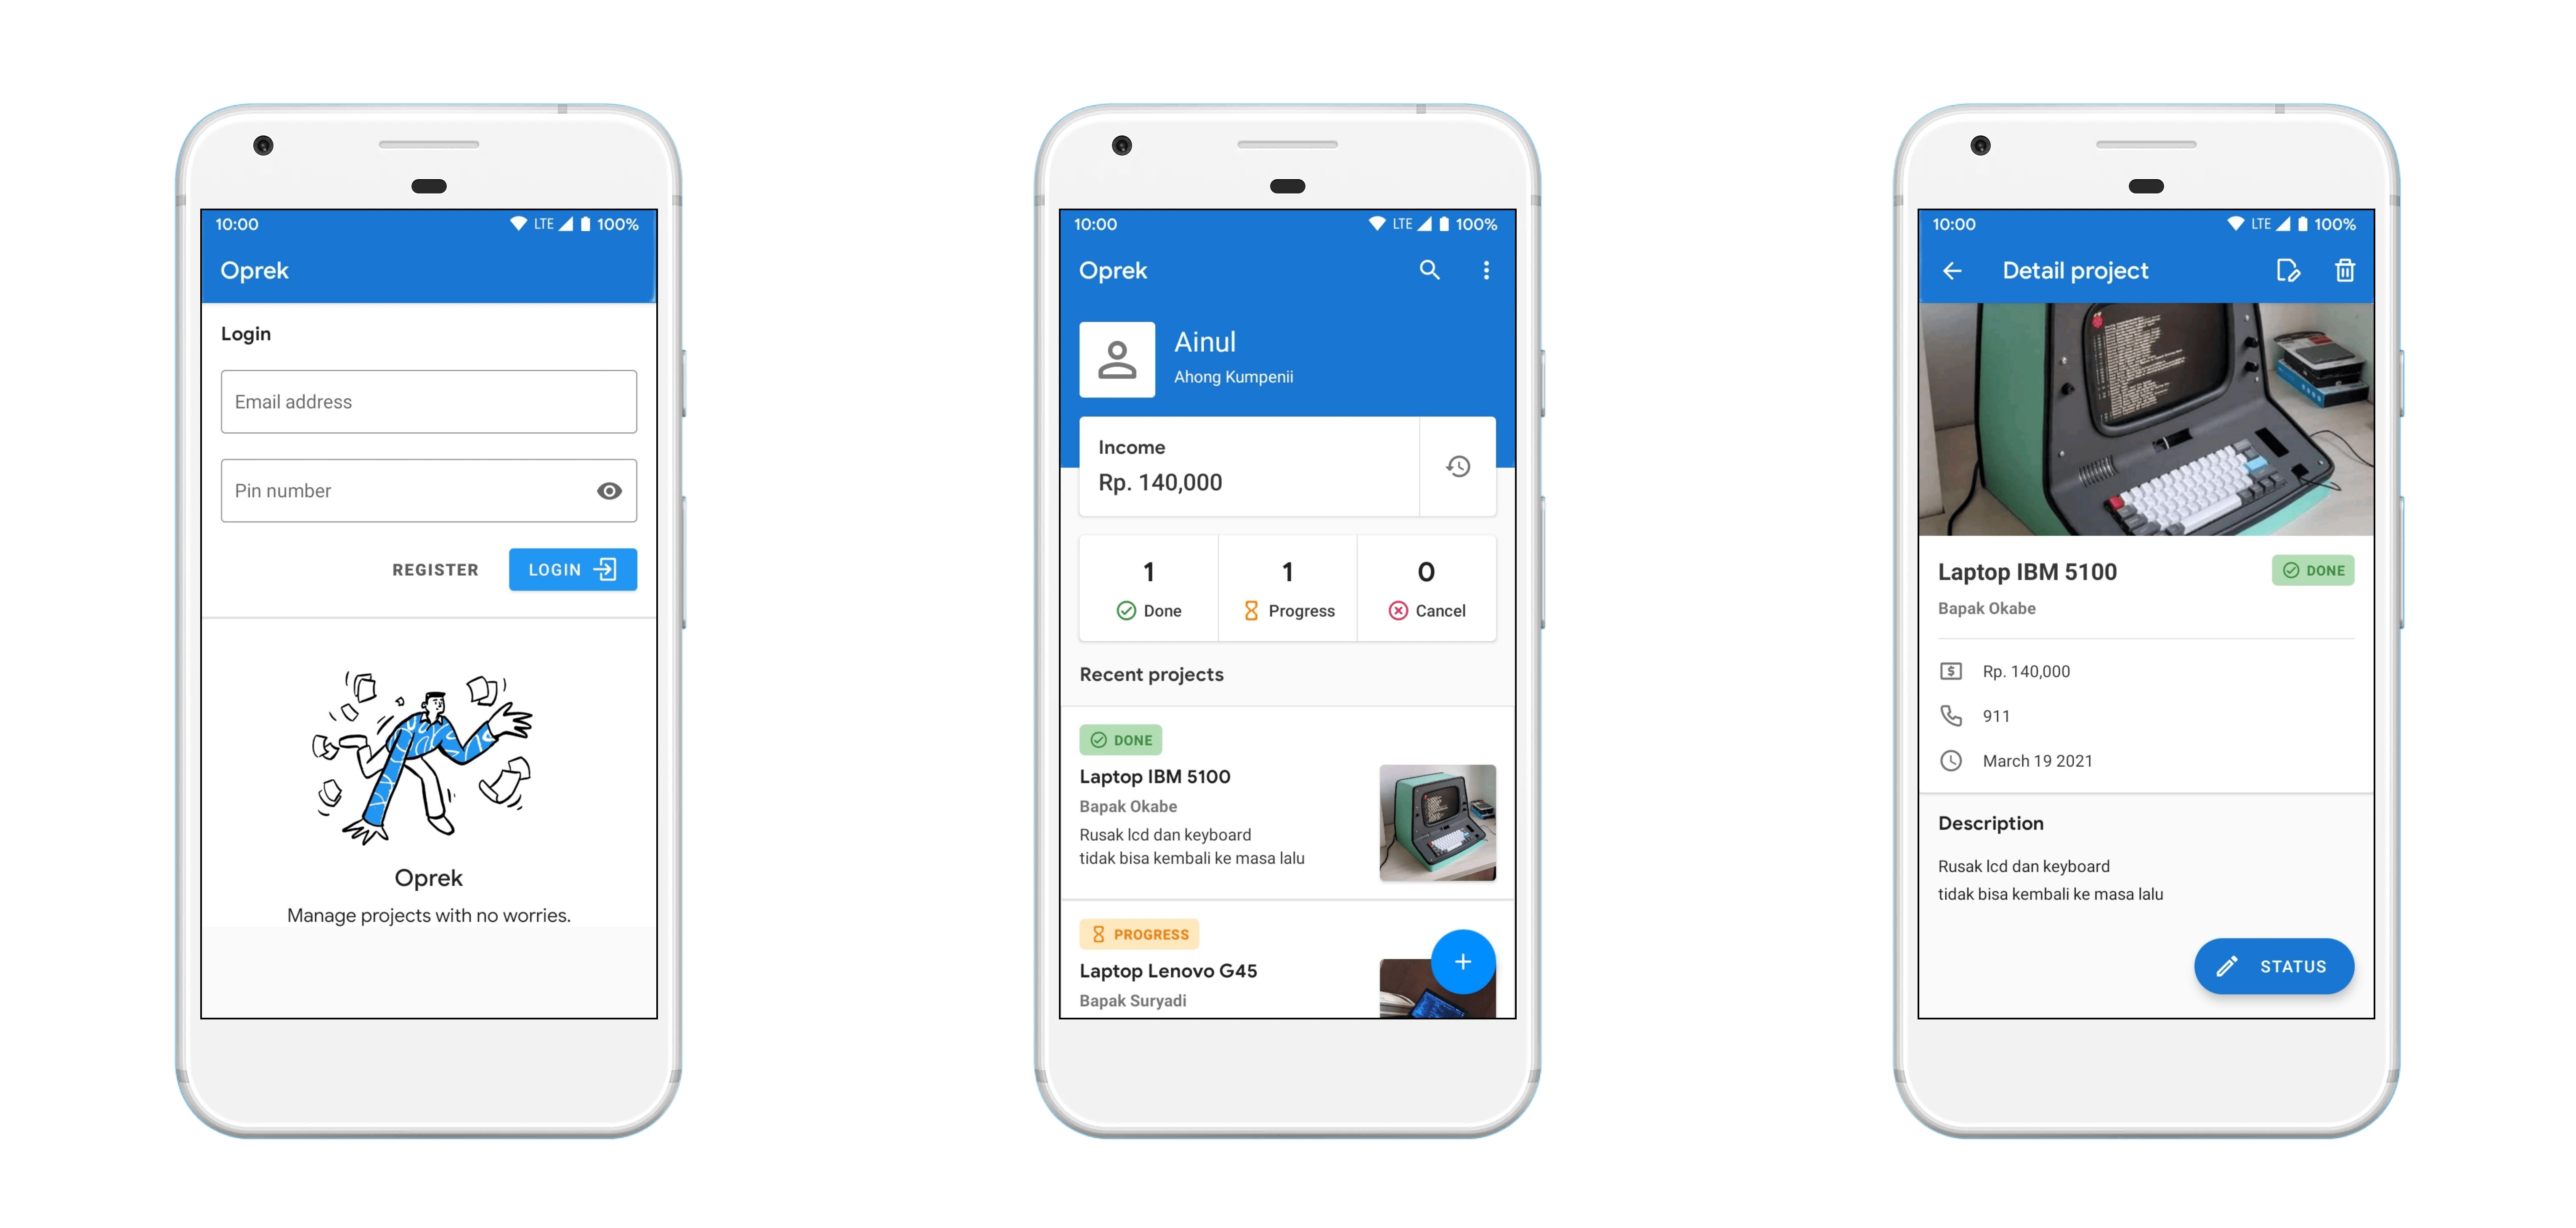 10:00 LTE 100%
Oprek
Login
Email address
Pin number
REGISTER LOGIN
Oprek
Manage projects with no worries.
10:00 LTE 100%
Oprek
Ainul
Ahong Kumpenii
Income
Rp. 140,000
1 1 0
Done Progress Cancel
Recent projects
DONE
Laptop IBM 5100
Bapak Okabe
Rusak lcd dan keyboard
tidak bisa kembali ke masa lalu
PROGRESS
Laptop Lenovo G45
Bapak Suryadi
10:00 LTE 100%
Detail project
Laptop IBM 5100 DONE
Bapak Okabe
Rp. 140,000
911
March 19 2021
Description
Rusak lcd dan keyboard
tidak bisa kembali ke masa lalu
STATUS